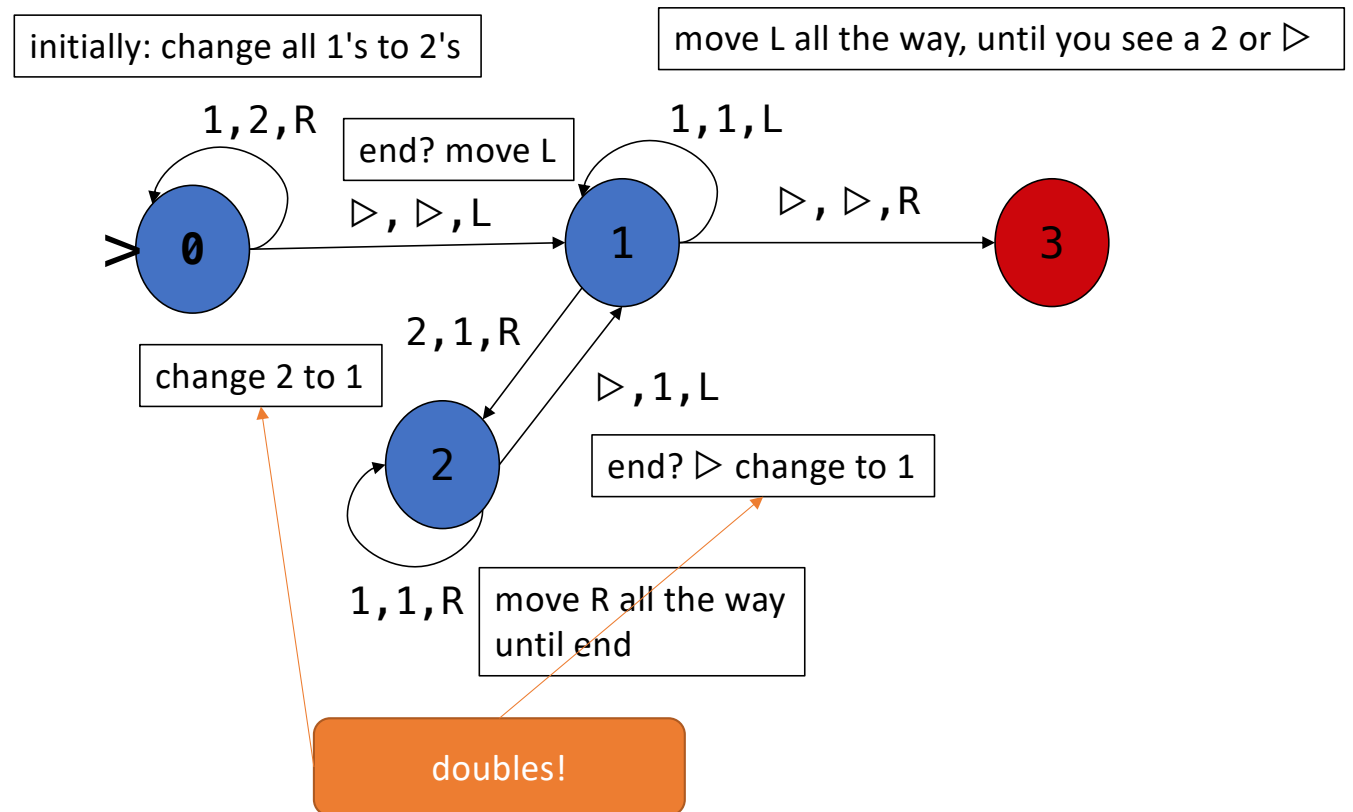 initially: change all 1's to 2's
move L all the way, until you see a 2 or ▷
1,2,R
end? move L
1,1,L
▷, ▷,L
▷, ▷,R
>
0
1
3
2,1,R
change 2 to 1
▷,1,L
2
end? ▷ change to 1
1,1,R
move R all the way
until end
doubles!